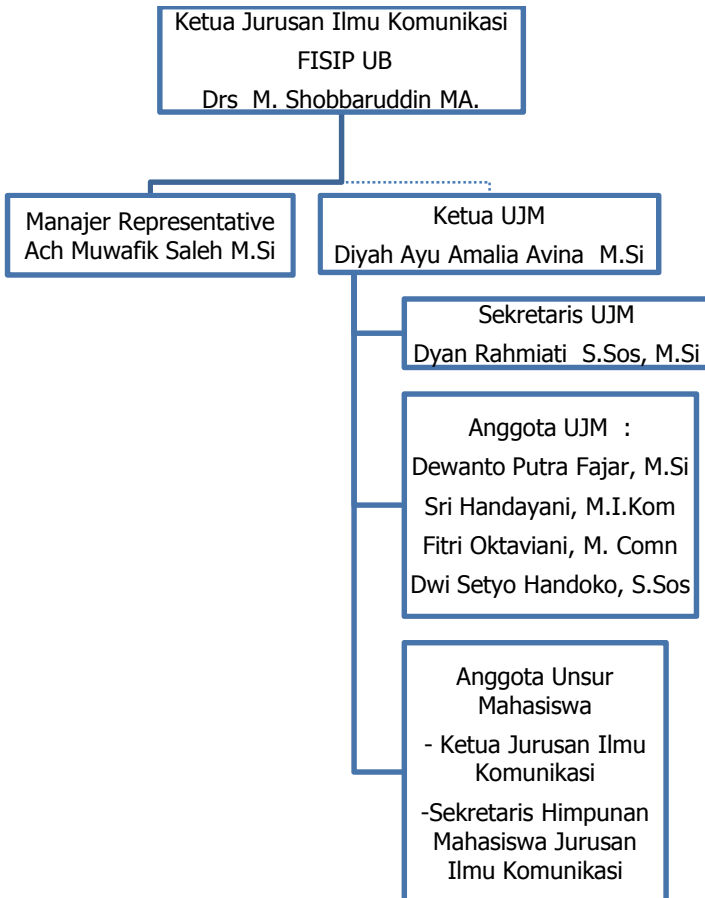 Ketua Jurusan Ilmu Komunikasi
FISIP UB
Drs M. Shobbaruddin MA.
Manajer Representative
Ach Muwafik Saleh M.Si
Ketua UJM
Diyah Ayu Amalia Avina M.Si
Sekretaris UJM
Dyan Rahmiati S.Sos, M.Si
Anggota UJM :
Dewanto Putra Fajar, M.Si
Sri Handayani, M.I.Kom
Fitri Oktaviani, M. Comn
Dwi Setyo Handoko, S.Sos
Anggota Unsur
Mahasiswa
- Ketua Jurusan Ilmu
Komunikasi
-Sekretaris Himpunan
Mahasiswa Jurusan
Ilmu Komunikasi